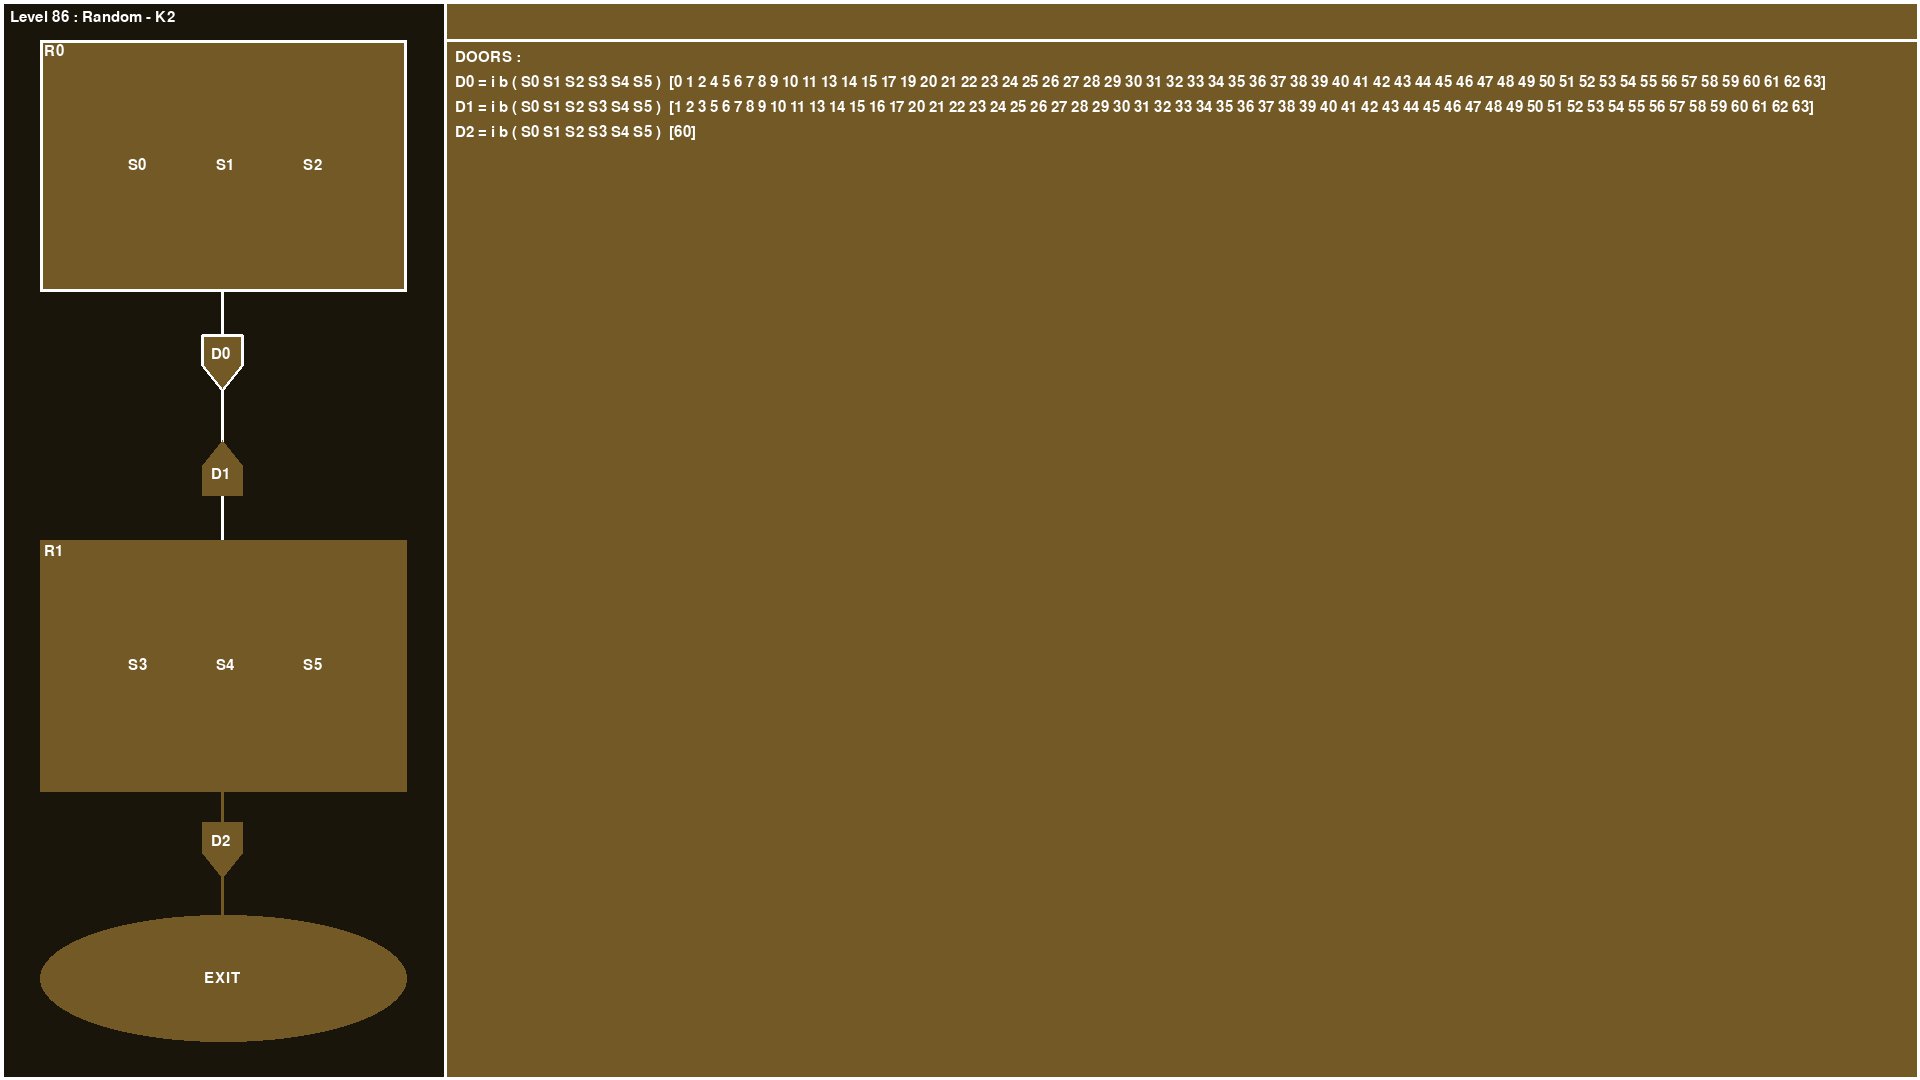 Level 86 : Random - K2
R0
S0 S1 S2
D0
D1
R1
S3 S4 S5
D2
EXIT
DOORS :
D0 = i b ( S0 S1 S2 S3 S4 S5 ) [0 1 2 4 5 6 7 8 9 10 11 13 14 15 17 19 20 21 22 23 24 25 26 27 28 29 30 31 32 33 34 35 36 37 38 39 40 41 42 43 44 45 46 47 48 49 50 51 52 53 54 55 56 57 58 59 60 61 62 63]
D1 = i b ( S0 S1 S2 S3 S4 S5 ) [1 2 3 5 6 7 8 9 10 11 13 14 15 16 17 20 21 22 23 24 25 26 27 28 29 30 31 32 33 34 35 36 37 38 39 40 41 42 43 44 45 46 47 48 49 50 51 52 53 54 55 56 57 58 59 60 61 62 63]
D2 = i b ( S0 S1 S2 S3 S4 S5 ) [60]